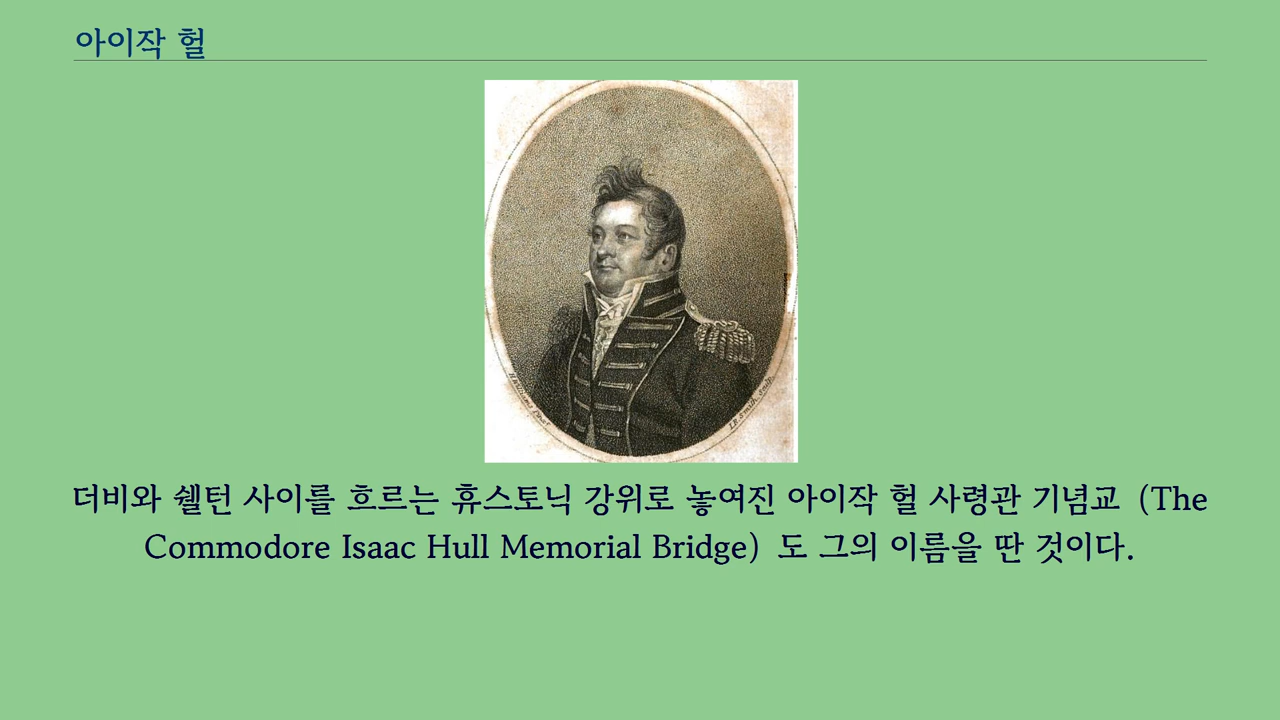 아이작 헐
더비와 쉘턴 사이를 흐르는 휴스토닉 강위로 놓여진 아이작 헐 사령관 기념교 (The
Commodore Isaac Hull Memorial Bridge) 도 그의 이름을 딴 것이다.